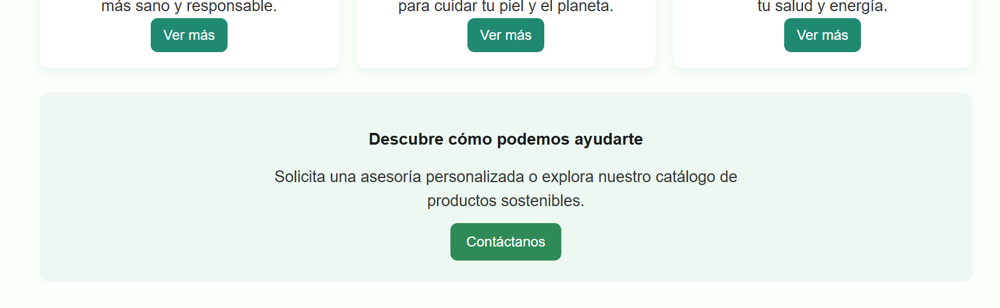 más sano y responsable.
Ver más
para cuidar tu piel y el planeta.
Ver más
tu salud y energía.
Ver más
Descubre cómo podemos ayudarte
Solicita una asesoría personalizada o explora nuestro catálogo de
productos sostenibles.
Contáctanos